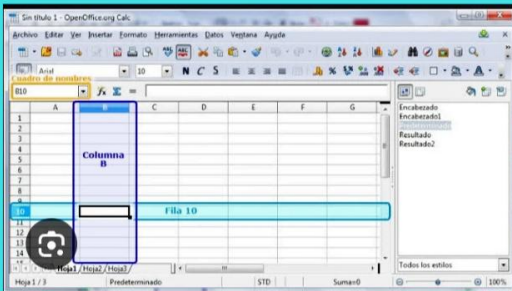 Sin título 1 - OpenOffice.org Calc
Archivo Editar Ver Insertar Formato Herramientas Datos Ventana Ayuda
Arial 10 N C S
Cuadro de nombres
B10
A B C D E F G
1
2
3
4
5
6
7
8
9
10
11
12
13
14
Columna
B
Fila 10
Encabezado
Encabezado1
Predeterminado
Resultado
Resultado2
Todos los estilos
Hoja1 Hoja2 Hoja3
Hoja 1 / 3 Predeterminado STD Suma=0 100%